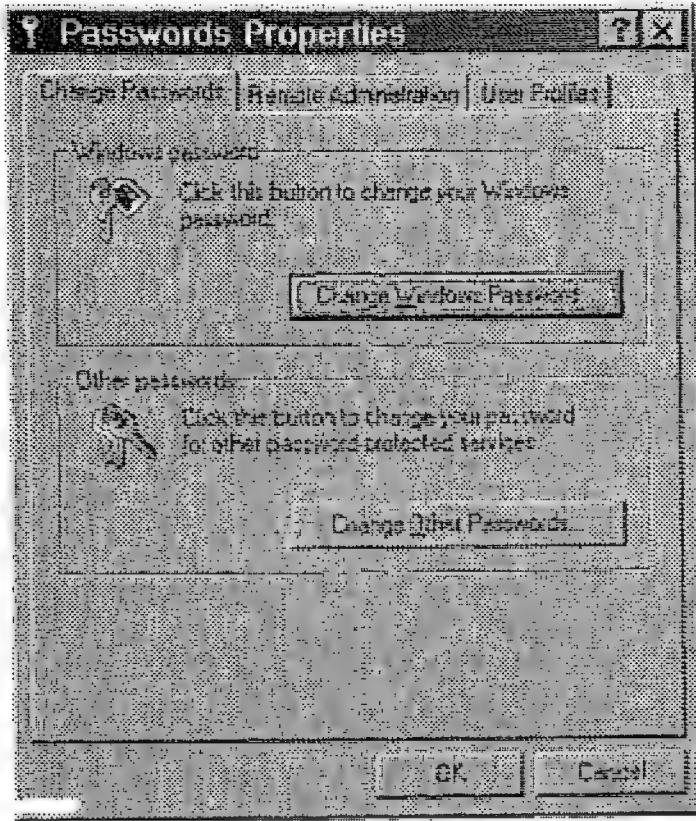 Passwords Properties
Change Passwords Remote Administration User Profiles
Windows password
Click this button to change your Windows
password.
Change Windows Password...
Other passwords
Click this button to change your password
for other password protected services.
Change Other Passwords...
OK Cancel